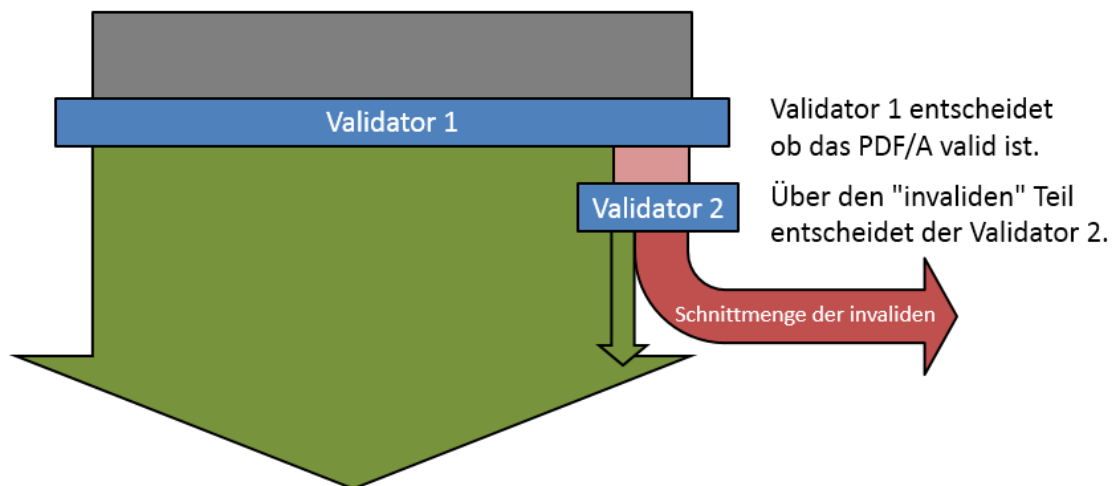 Validator 1
Validator 1 entscheidet
ob das PDF/A valid ist.
Validator 2
Über den "invaliden" Teil
entscheidet der Validator 2.
Schnittmenge der invaliden